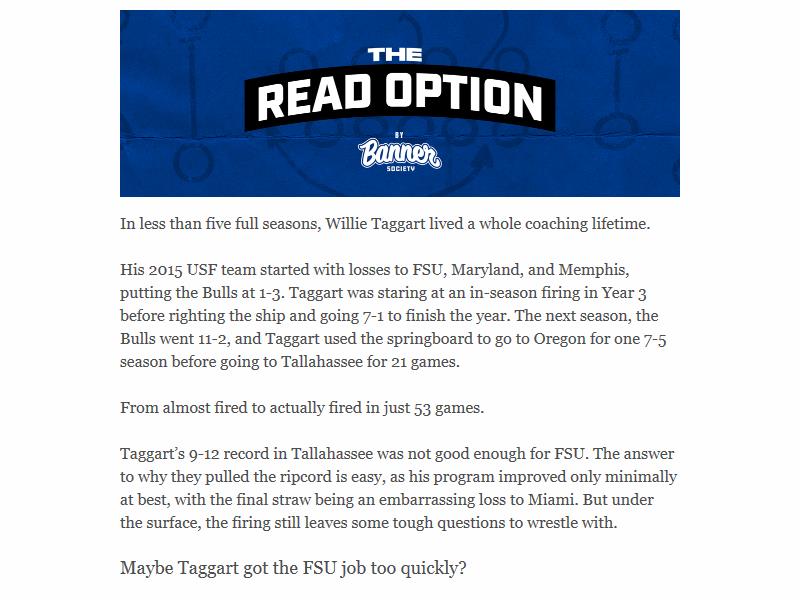 THE
READ OPTION
BY
Banner
SOCIETY
In less than five full seasons, Willie Taggart lived a whole coaching lifetime.
His 2015 USF team started with losses to FSU, Maryland, and Memphis,
putting the Bulls at 1-3. Taggart was staring at an in-season firing in Year 3
before righting the ship and going 7-1 to finish the year. The next season, the
Bulls went 11-2, and Taggart used the springboard to go to Oregon for one 7-5
season before going to Tallahassee for 21 games.
From almost fired to actually fired in just 53 games.
Taggart’s 9-12 record in Tallahassee was not good enough for FSU. The answer
to why they pulled the ripcord is easy, as his program improved only minimally
at best, with the final straw being an embarrassing loss to Miami. But under
the surface, the firing still leaves some tough questions to wrestle with.
Maybe Taggart got the FSU job too quickly?